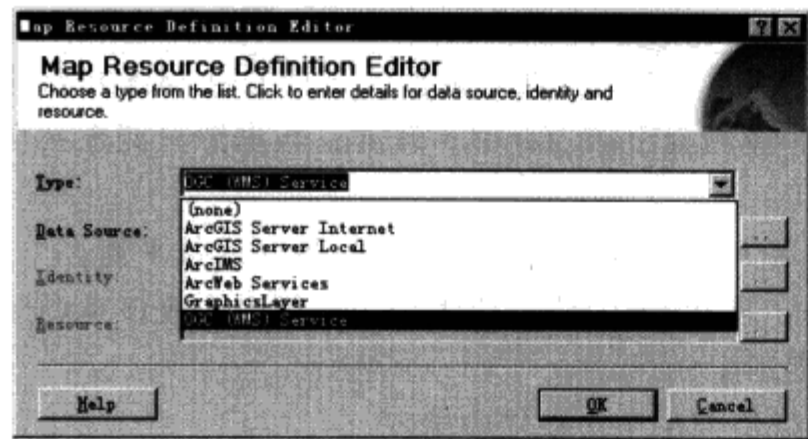 Map Resource Definition Editor
Map Resource Definition Editor
Choose a type from the list. Click to enter details for data source, identity and
resource.
Type:
OGC (WMS) Service
(none)
Data Source:
ArcGIS Server Internet
ArcGIS Server Local
ArcIMS
Identity
ArcWeb Services
GraphicsLayer
Resource:
OGC (WMS) Service
Help
OK
Cancel